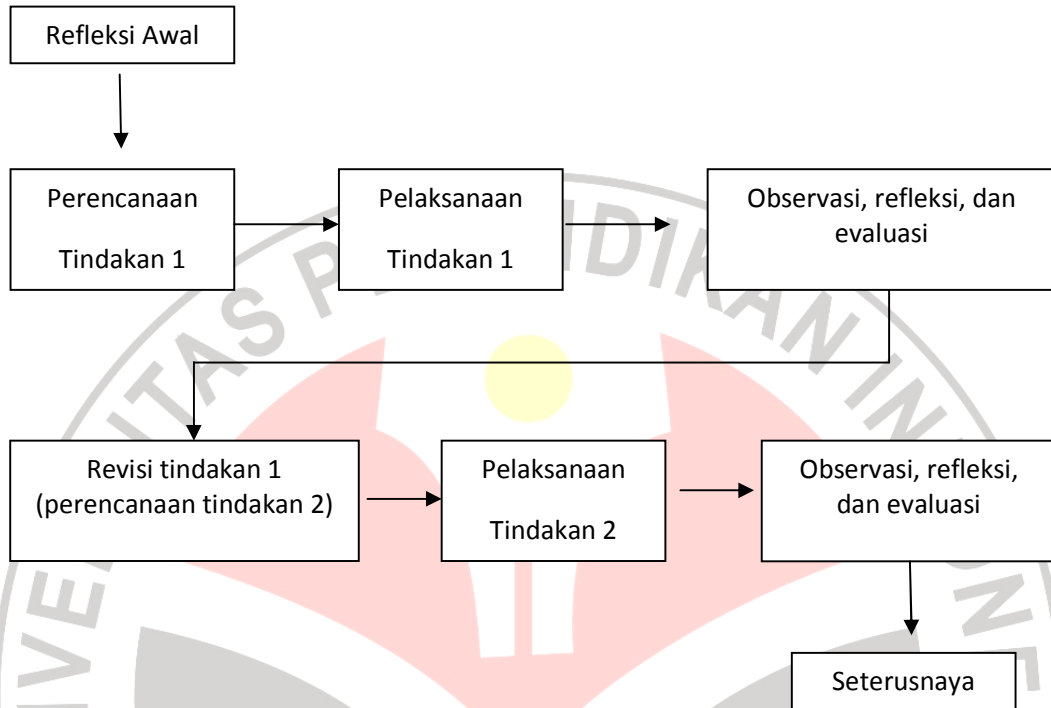 Refleksi Awal
Perencanaan
Tindakan 1
Pelaksanaan
Tindakan 1
Observasi, refleksi, dan
evaluasi
Revisi tindakan 1
(perencanaan tindakan 2)
Pelaksanaan
Tindakan 2
Observasi, refleksi,
dan evaluasi
Seterusnaya